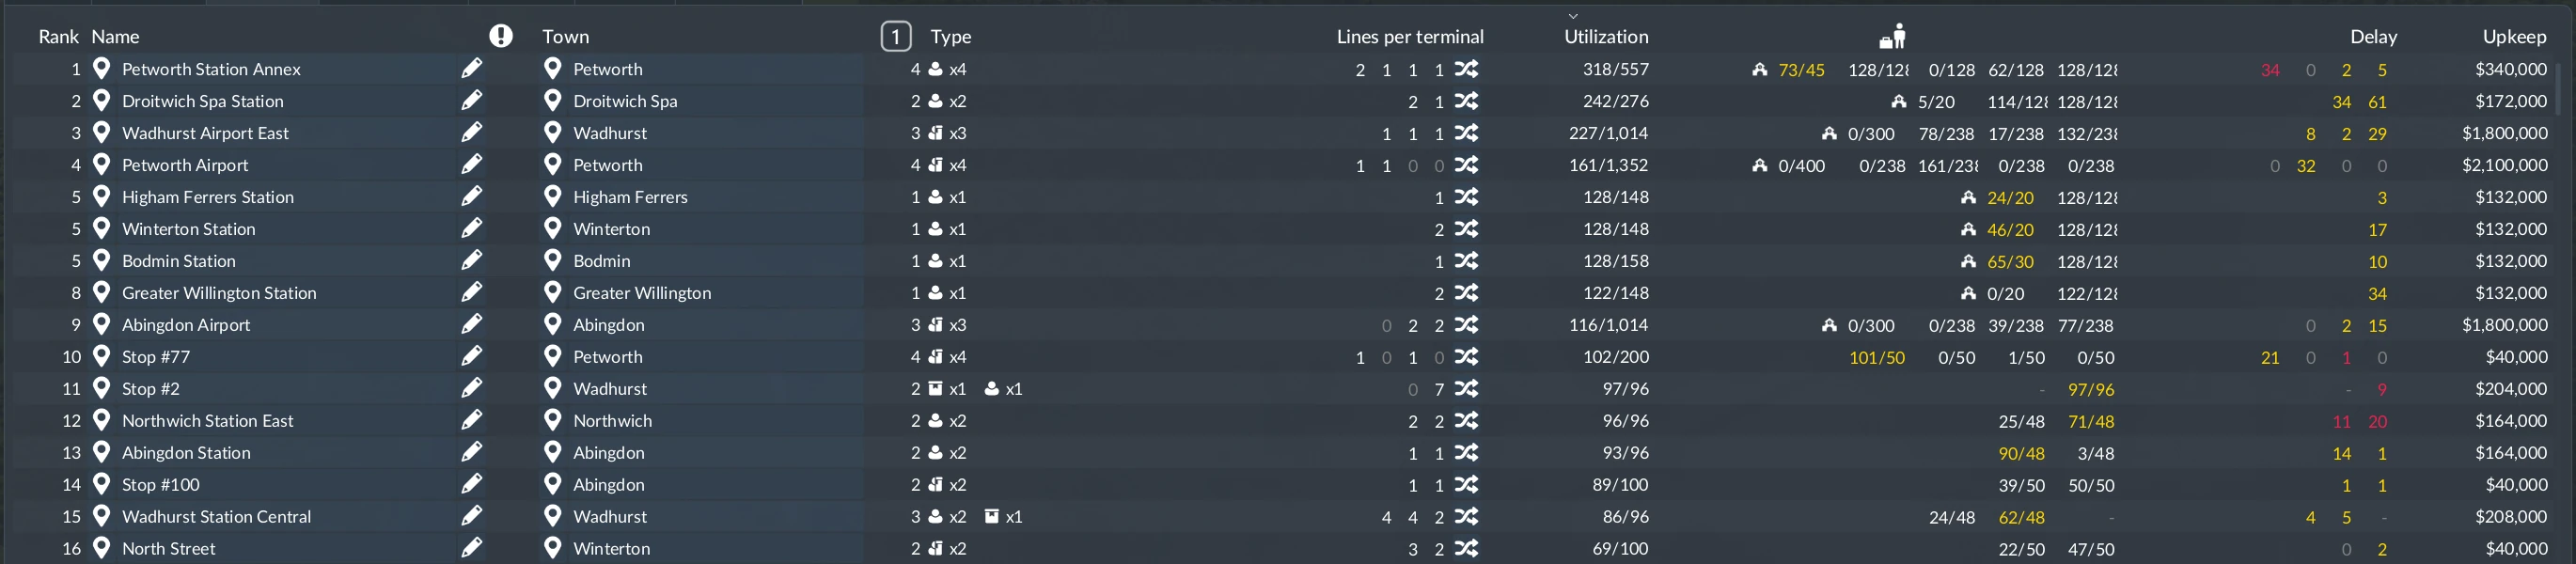 Rank Name Town 1 Type Lines per terminal Utilization Delay Upkeep
1 Petworth Station Annex Petworth 4 x4 2 1 1 1 318/557 73/45 128/128 0/128 62/128 128/128 34 0 2 5 $340,000
2 Droitwich Spa Station Droitwich Spa 2 x2 2 1 242/276 5/20 114/128 128/128 34 61 $172,000
3 Wadhurst Airport East Wadhurst 3 x3 1 1 1 227/1,014 0/300 78/238 17/238 132/238 8 2 29 $1,800,000
4 Petworth Airport Petworth 4 x4 1 1 0 0 161/1,352 0/400 0/238 161/238 0/238 0/238 0 32 0 0 $2,100,000
5 Higham Ferrers Station Higham Ferrers 1 x1 1 128/148 24/20 128/128 3 $132,000
5 Winterton Station Winterton 1 x1 2 128/148 46/20 128/128 17 $132,000
5 Bodmin Station Bodmin 1 x1 1 128/158 65/30 128/128 10 $132,000
8 Greater Willington Station Greater Willington 1 x1 2 122/148 0/20 122/128 34 $132,000
9 Abingdon Airport Abingdon 3 x3 0 2 2 116/1,014 0/300 0/238 39/238 77/238 0 2 15 $1,800,000
10 Stop #77 Petworth 4 x4 1 0 1 0 102/200 101/50 0/50 1/50 0/50 21 0 1 0 $40,000
11 Stop #2 Wadhurst 2 x1 x1 0 7 97/96 - 97/96 - 9 $204,000
12 Northwich Station East Northwich 2 x2 2 2 96/96 25/48 71/48 11 20 $164,000
13 Abingdon Station Abingdon 2 x2 1 1 93/96 90/48 3/48 14 1 $164,000
14 Stop #100 Abingdon 2 x2 1 1 89/100 39/50 50/50 1 1 $40,000
15 Wadhurst Station Central Wadhurst 3 x2 x1 4 4 2 86/96 24/48 62/48 - 4 5 - $208,000
16 North Street Winterton 2 x2 3 2 69/100 22/50 47/50 0 2 $40,000